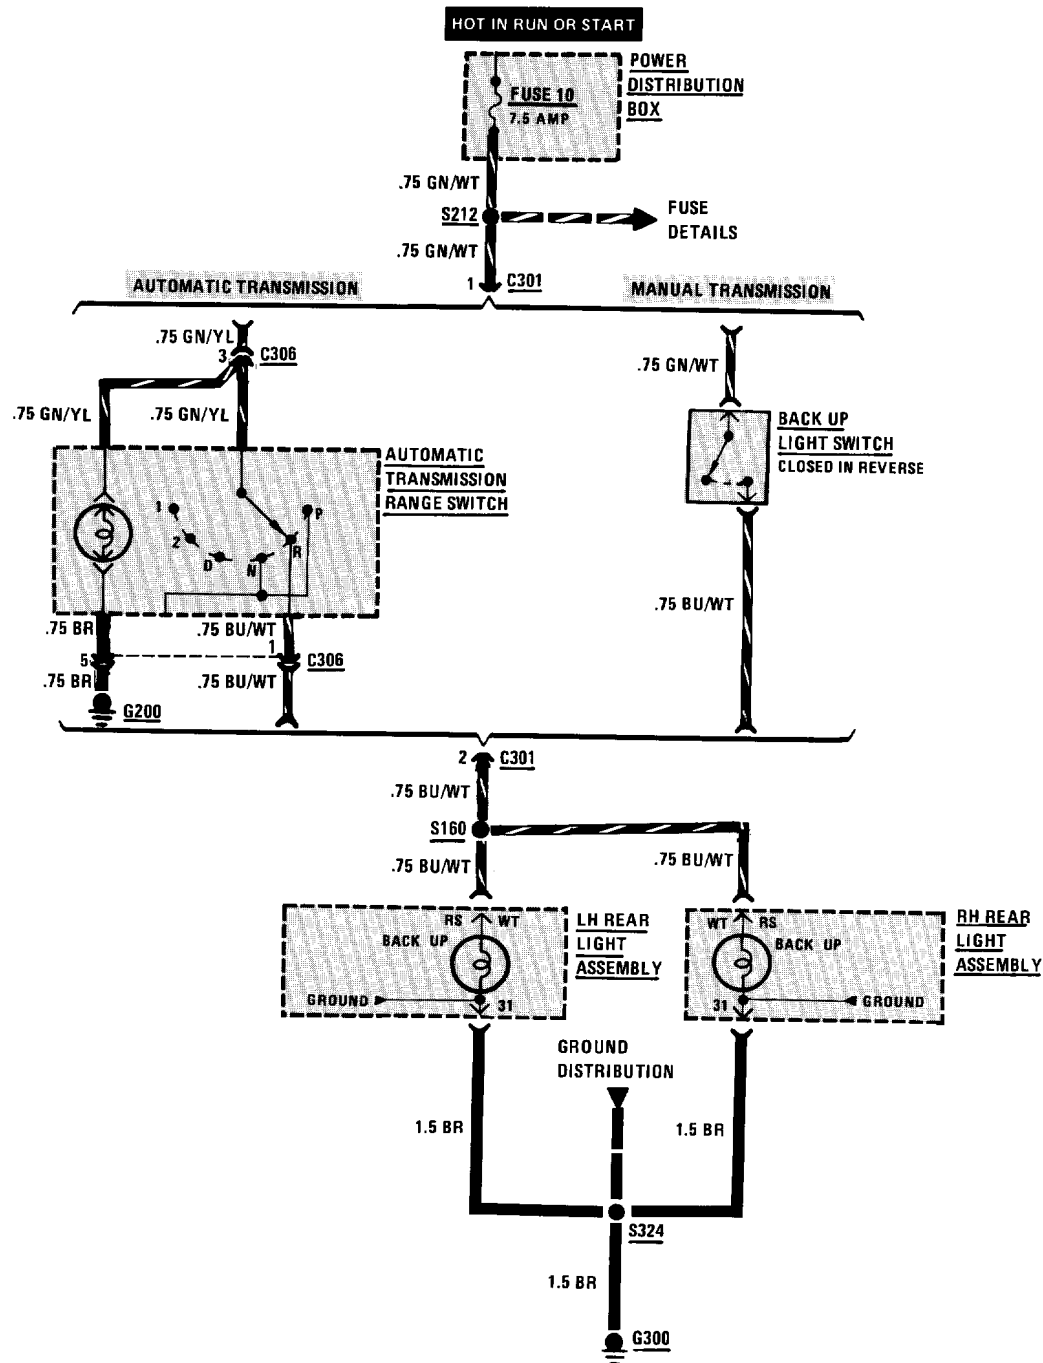 HOT IN RUN OR START
POWER
DISTRIBUTION
BOX
FUSE 10
7.5 AMP
.75 GN/WT
S212
FUSE
DETAILS
.75 GN/WT
1
C301
AUTOMATIC TRANSMISSION
MANUAL TRANSMISSION
.75 GN/YL
3
C306
.75 GN/WT
.75 GN/YL
.75 GN/YL
BACK UP
LIGHT SWITCH
CLOSED IN REVERSE
AUTOMATIC
TRANSMISSION
RANGE SWITCH
1
2
D
N
R
P
.75 BR
.75 BU/WT
.75 BU/WT
5
1
C306
.75 BR
.75 BU/WT
G200
2
C301
.75 BU/WT
S160
.75 BU/WT
.75 BU/WT
RS
WT
BACK UP
GROUND
31
LH REAR
LIGHT
ASSEMBLY
WT
RS
BACK UP
31
GROUND
RH REAR
LIGHT
ASSEMBLY
GROUND
DISTRIBUTION
1.5 BR
1.5 BR
S324
1.5 BR
G300